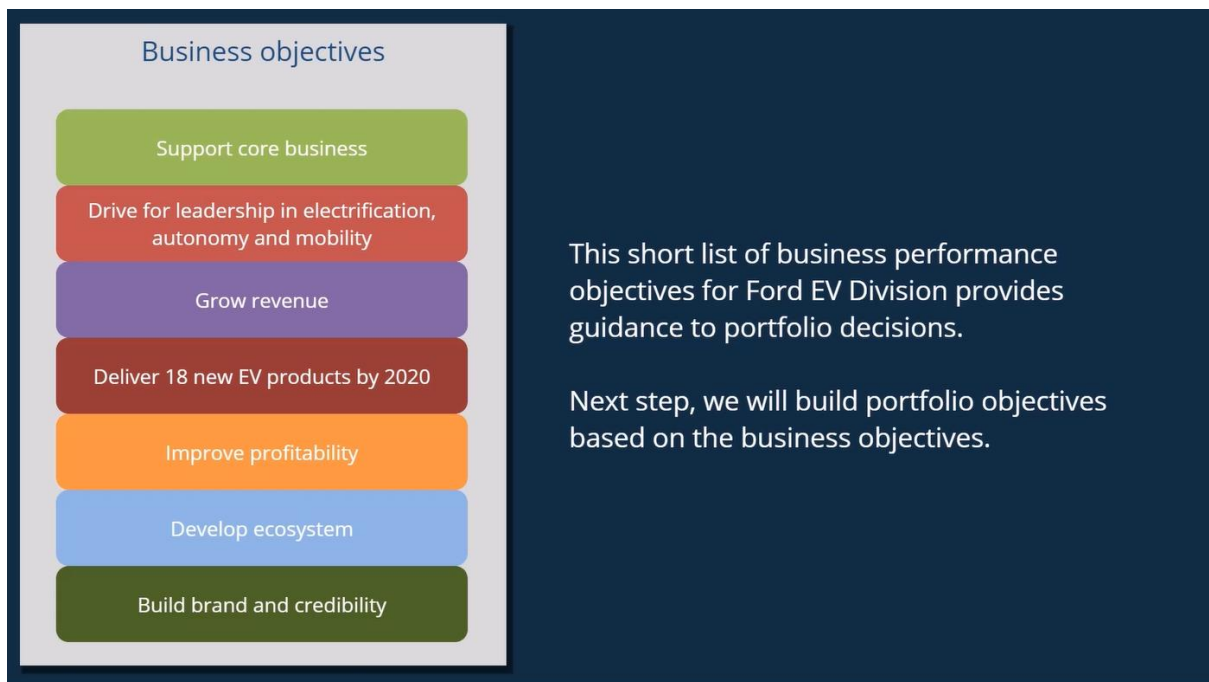 Business objectives
Support core business
Drive for leadership in electrification,
autonomy and mobility
Grow revenue
Deliver 18 new EV products by 2020
Improve profitability
Develop ecosystem
Build brand and credibility
This short list of business performance
objectives for Ford EV Division provides
guidance to portfolio decisions.
Next step, we will build portfolio objectives
based on the business objectives.